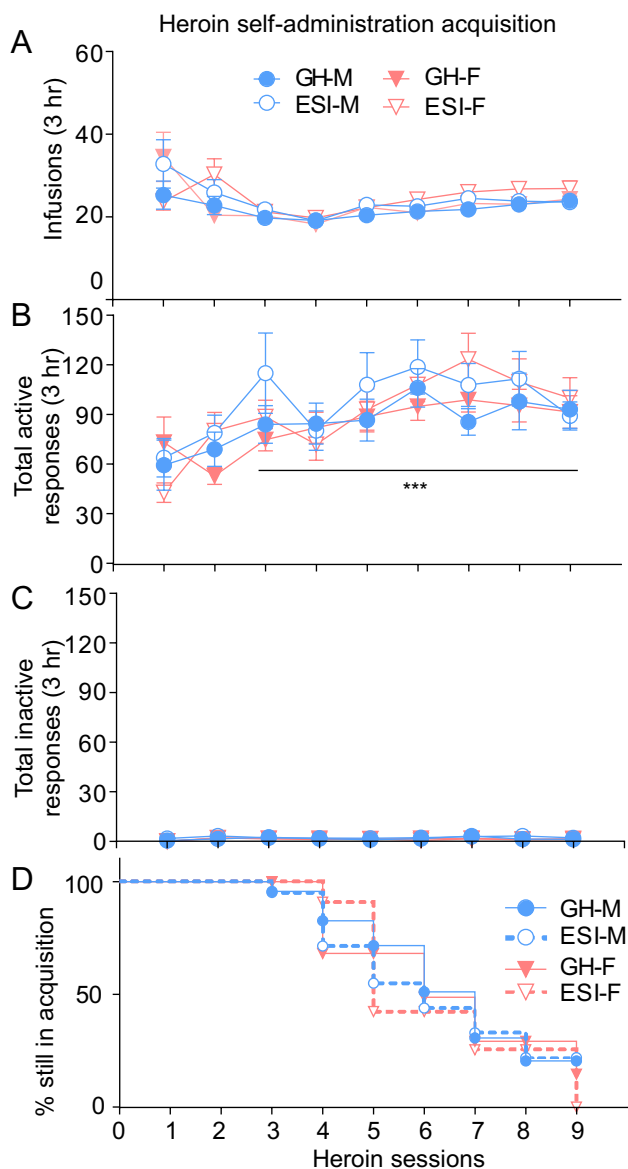 Heroin self-administration acquisition
A
60
40
20
0
Infusions (3 hr)
GH-M
GH-F
ESI-M
ESI-F
B
150
120
90
60
30
0
Total active
responses (3 hr)
***
C
150
120
90
60
30
0
Total inactive
responses (3 hr)
D
100
50
0
% still in acquisition
GH-M
ESI-M
GH-F
ESI-F
0 1 2 3 4 5 6 7 8 9
Heroin sessions